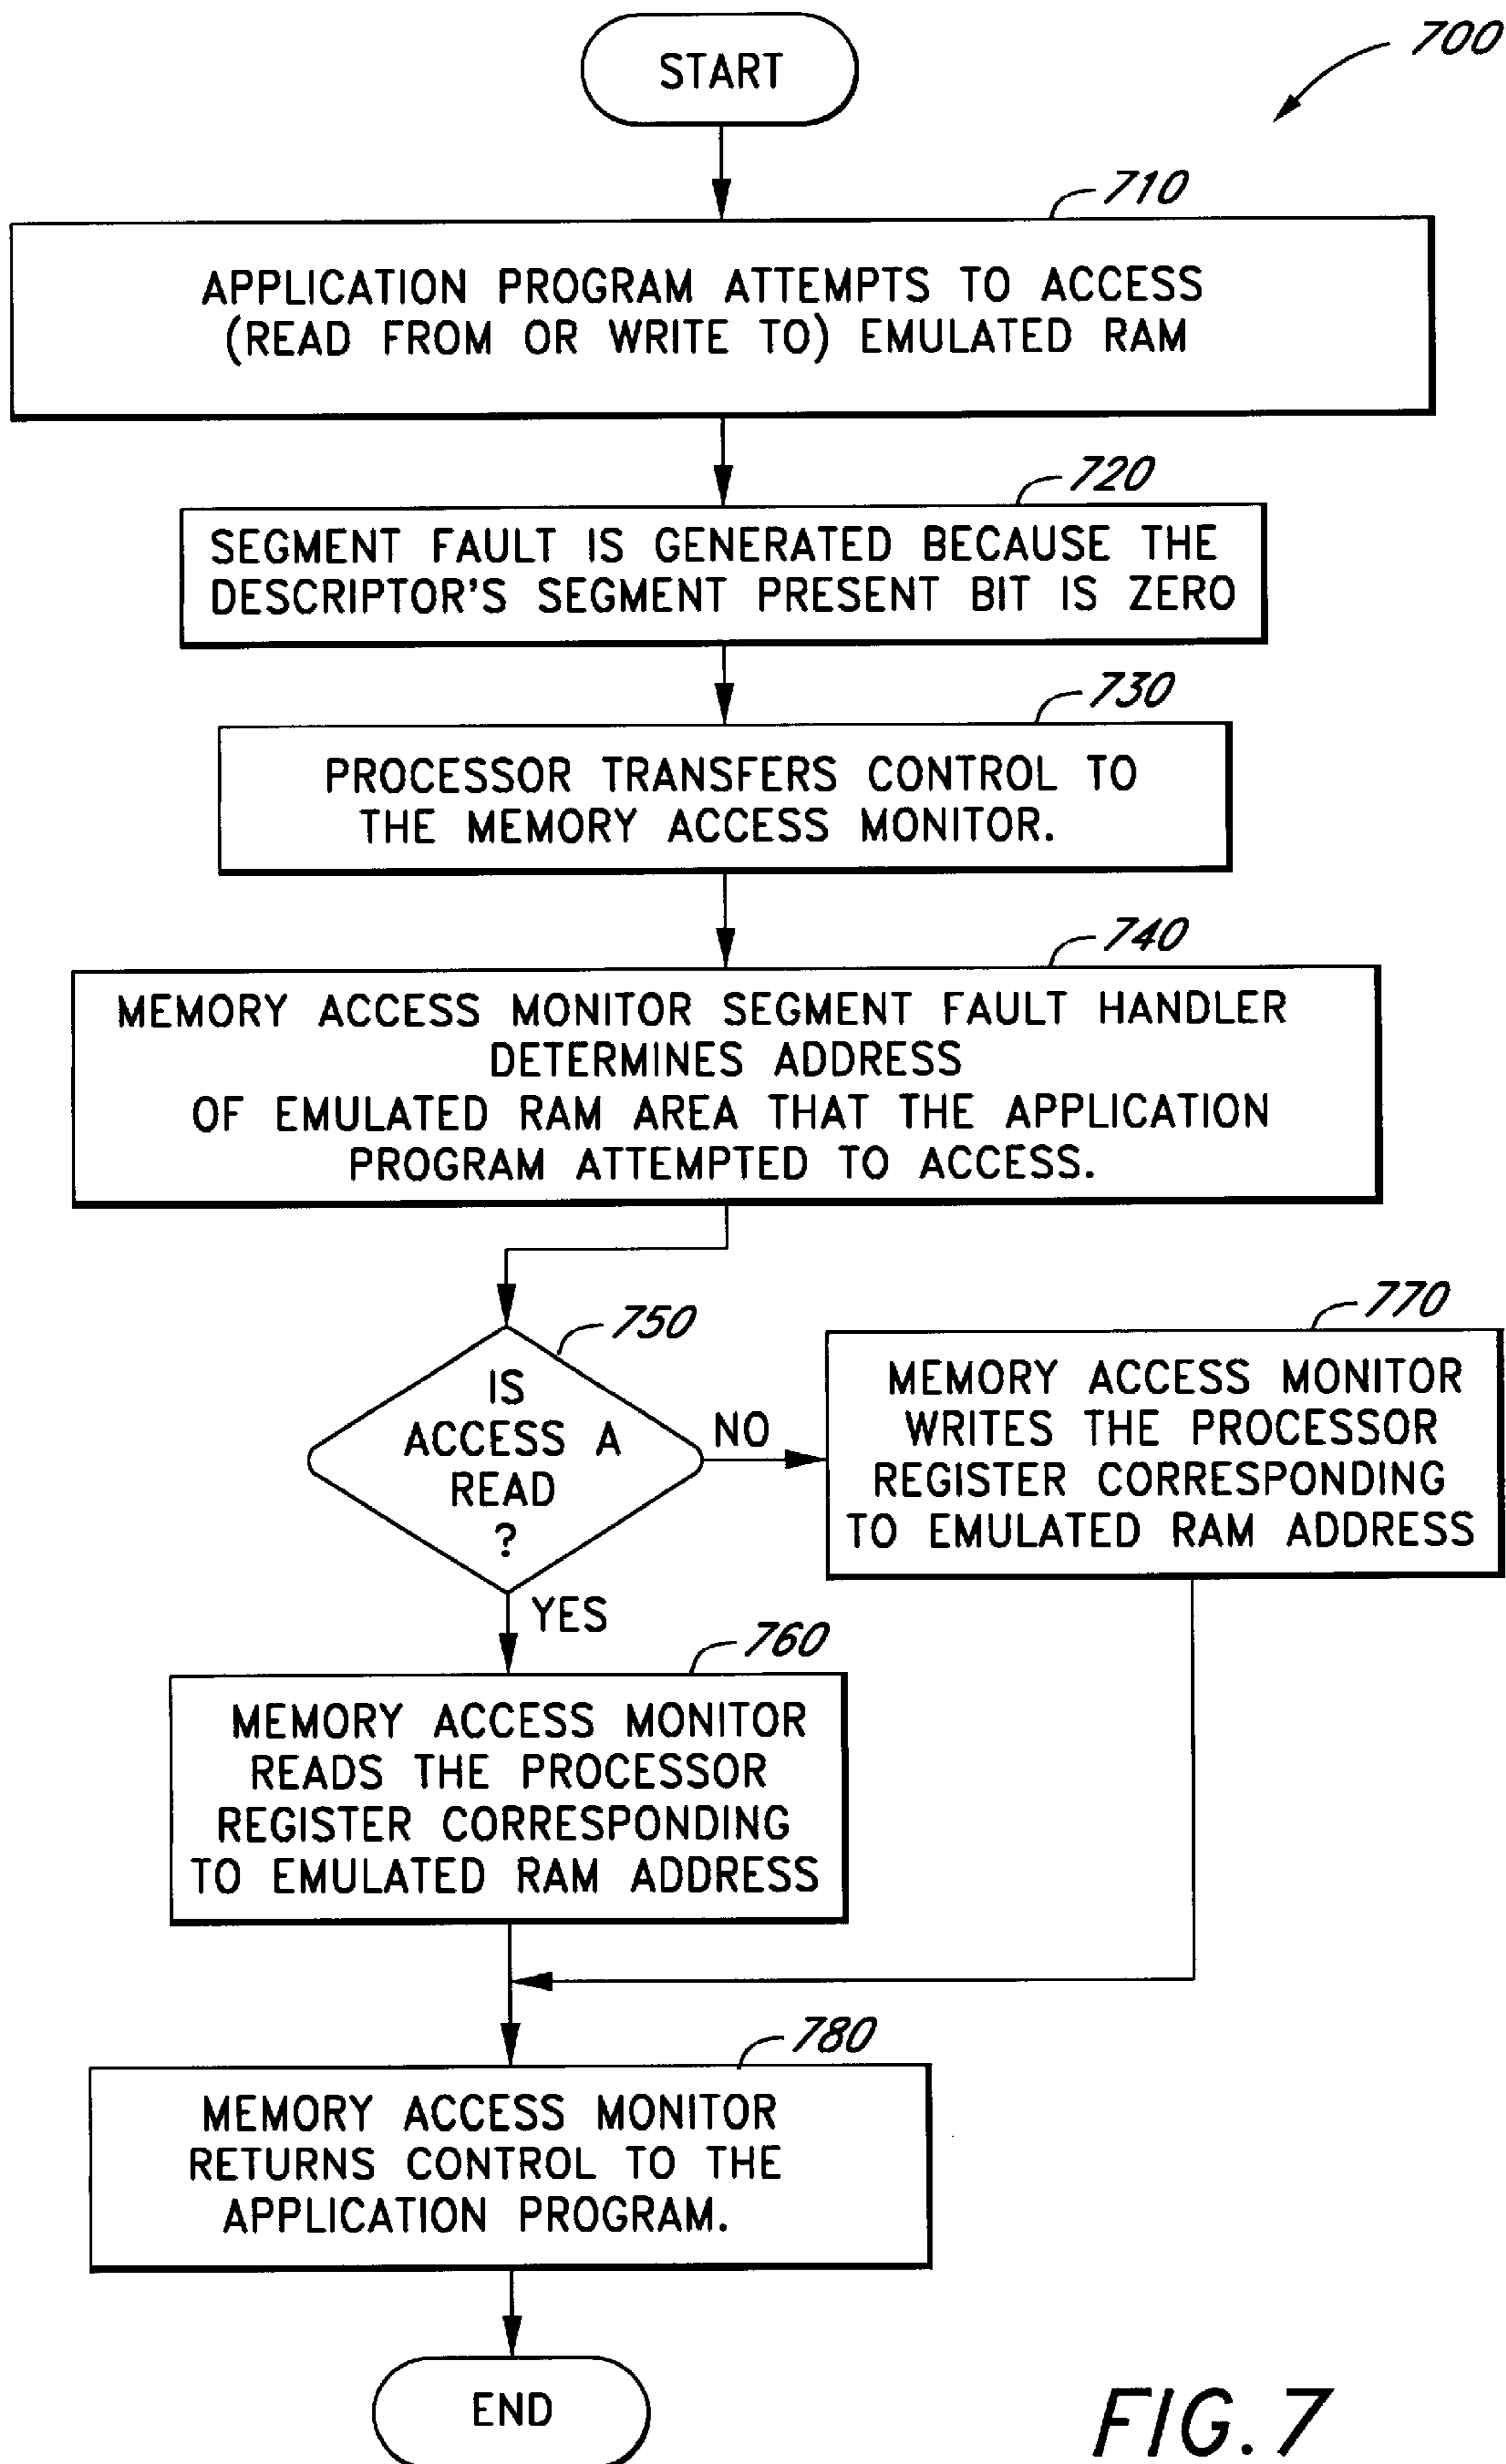 START
700
710
APPLICATION PROGRAM ATTEMPTS TO ACCESS
(READ FROM OR WRITE TO) EMULATED RAM
720
SEGMENT FAULT IS GENERATED BECAUSE THE
DESCRIPTOR'S SEGMENT PRESENT BIT IS ZERO
730
PROCESSOR TRANSFERS CONTROL TO
THE MEMORY ACCESS MONITOR.
740
MEMORY ACCESS MONITOR SEGMENT FAULT HANDLER
DETERMINES ADDRESS
OF EMULATED RAM AREA THAT THE APPLICATION
PROGRAM ATTEMPTED TO ACCESS.
750
IS
ACCESS A
READ
?
NO
770
MEMORY ACCESS MONITOR
WRITES THE PROCESSOR
REGISTER CORRESPONDING
TO EMULATED RAM ADDRESS
YES
760
MEMORY ACCESS MONITOR
READS THE PROCESSOR
REGISTER CORRESPONDING
TO EMULATED RAM ADDRESS
780
MEMORY ACCESS MONITOR
RETURNS CONTROL TO THE
APPLICATION PROGRAM.
END
FIG. 7